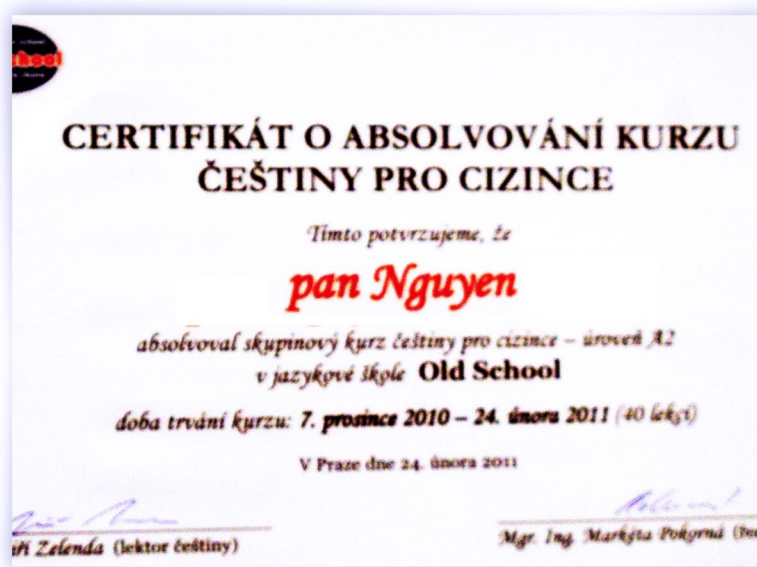 chool
CERTIFIKÁT O ABSOLVOVÁNÍ KURZU
ČEŠTINY PRO CIZINCE
Tímto potvrzujeme, že
pan Nguyen
absolvoval skupinový kurz češtiny pro cizince – úroveň A2
v jazykové škole Old School
doba trvání kurzu: 7. prosince 2010 – 24. února 2011 (40 lekcí)
V Praze dne 24. února 2011
iří Zelenda (lektor češtiny)
Mgr. Ing. Markéta Pokorná